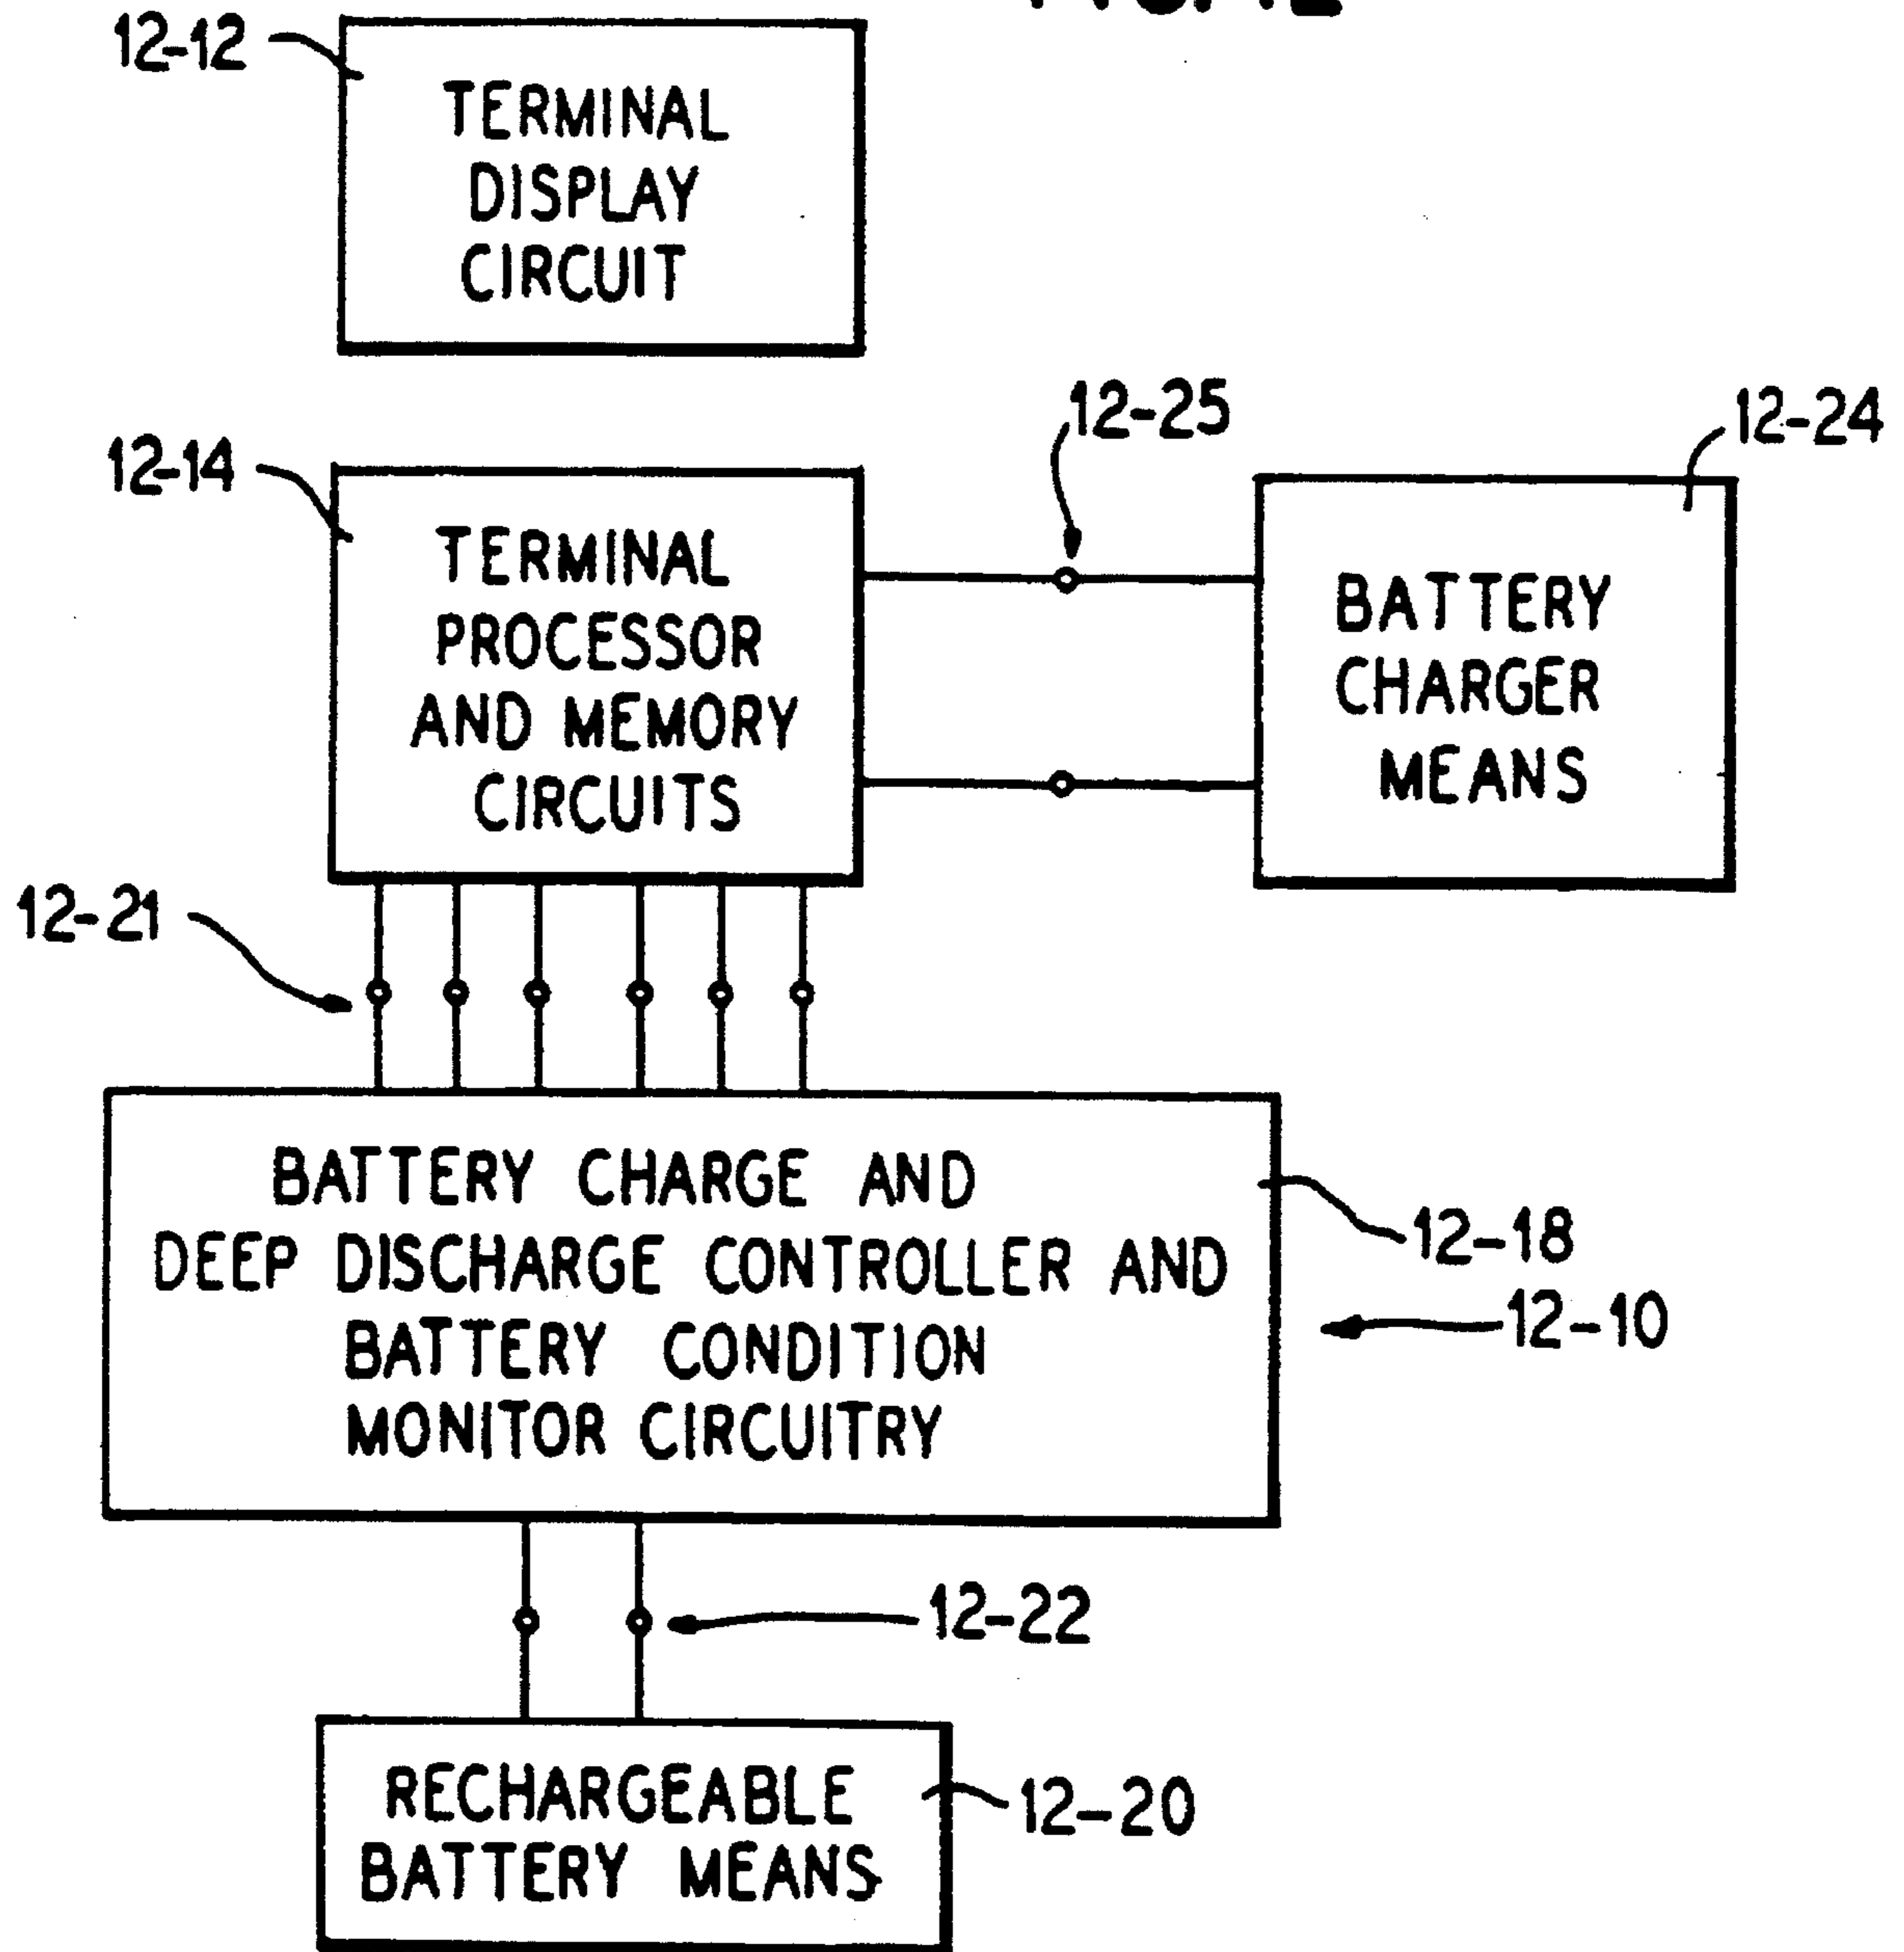 12-12
TERMINAL
DISPLAY
CIRCUIT
12-25
12-24
12-14
TERMINAL
PROCESSOR
AND MEMORY
CIRCUITS
BATTERY
CHARGER
MEANS
12-21
BATTERY CHARGE AND
DEEP DISCHARGE CONTROLLER AND
BATTERY CONDITION
MONITOR CIRCUITRY
12-18
12-10
12-22
RECHARGEABLE
BATTERY MEANS
12-20